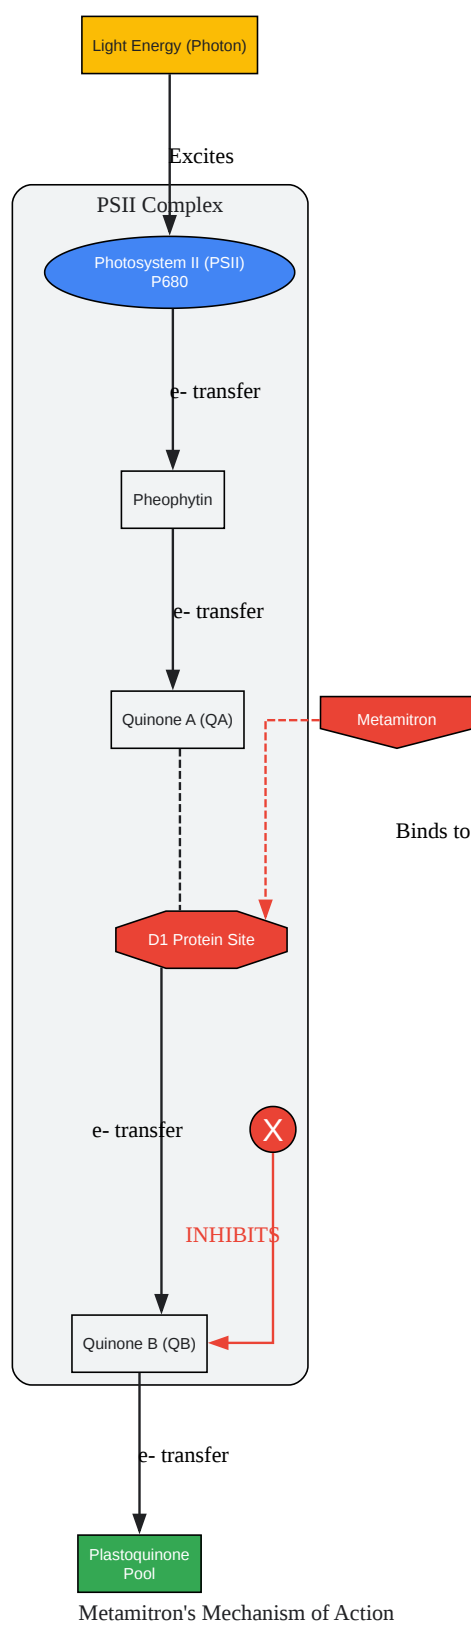 Light Energy (Photon)
Excites
PSII Complex
Photosystem II (PSII)
P680
e- transfer
Pheophytin
e- transfer
Quinone A (QA)
Metamitron
Binds to
D1 Protein Site
e- transfer
X
INHIBITS
Quinone B (QB)
e- transfer
Plastoquinone
Pool
Metamitron's Mechanism of Action